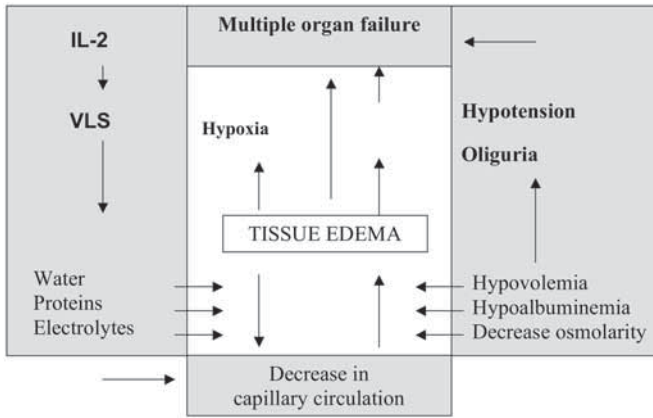 IL-2
VLS
Water
Proteins
Electrolytes
Multiple organ failure
Hypoxia
TISSUE EDEMA
Decrease in
capillary circulation
Hypotension
Oliguria
Hypovolemia
Hypoalbuminemia
Decrease osmolarity